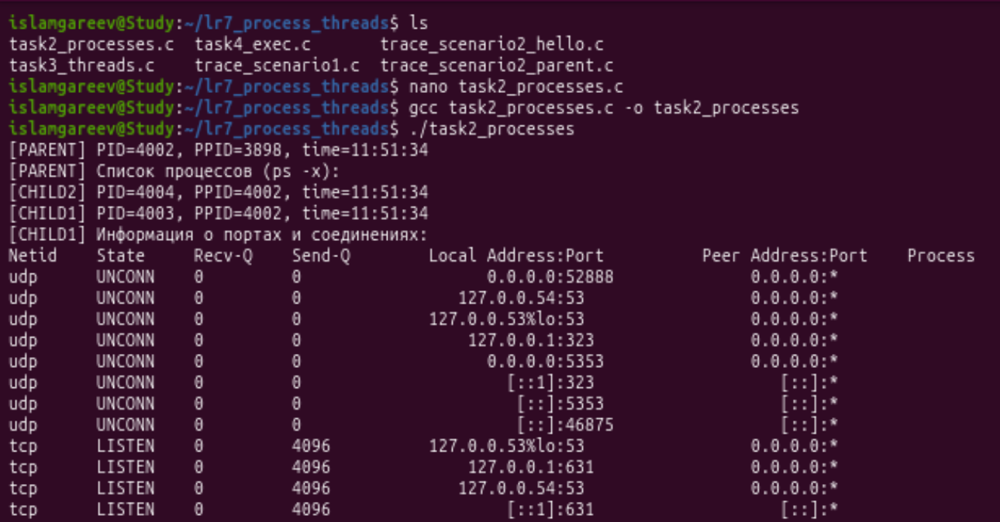 islamgareev@Study:~/lr7_process_threads$ ls
task2_processes.c  task4_exec.c       trace_scenario2_hello.c
task3_threads.c    trace_scenario1.c  trace_scenario2_parent.c
islamgareev@Study:~/lr7_process_threads$ nano task2_processes.c
islamgareev@Study:~/lr7_process_threads$ gcc task2_processes.c -o task2_processes
islamgareev@Study:~/lr7_process_threads$ ./task2_processes
[PARENT] PID=4002, PPID=3898, time=11:51:34
[PARENT] Список процессов (ps -x):
[CHILD2] PID=4004, PPID=4002, time=11:51:34
[CHILD1] PID=4003, PPID=4002, time=11:51:34
[CHILD1] Информация о портах и соединениях:
Netid    State     Recv-Q    Send-Q        Local Address:Port          Peer Address:Port    Process
udp      UNCONN    0         0                   0.0.0.0:52888              0.0.0.0:*
udp      UNCONN    0         0                127.0.0.54:53                 0.0.0.0:*
udp      UNCONN    0         0             127.0.0.53%lo:53                 0.0.0.0:*
udp      UNCONN    0         0                 127.0.0.1:323                0.0.0.0:*
udp      UNCONN    0         0                   0.0.0.0:5353               0.0.0.0:*
udp      UNCONN    0         0                     [::1]:323                   [::]:*
udp      UNCONN    0         0                      [::]:5353                  [::]:*
udp      UNCONN    0         0                      [::]:46875                 [::]:*
tcp      LISTEN    0         4096          127.0.0.53%lo:53                 0.0.0.0:*
tcp      LISTEN    0         4096              127.0.0.1:631                0.0.0.0:*
tcp      LISTEN    0         4096             127.0.0.54:53                 0.0.0.0:*
tcp      LISTEN    0         4096                  [::1]:631                   [::]:*